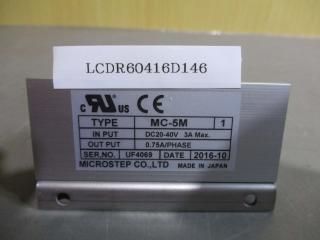 LCDR60416D146
c RU US CE
TYPE MC-5M 1
IN PUT DC20-40V 3A Max.
OUT PUT 0.75A/PHASE
SER,NO. UF4069 DATE 2016-10
MICROSTEP CO.,LTD MADE IN JAPAN